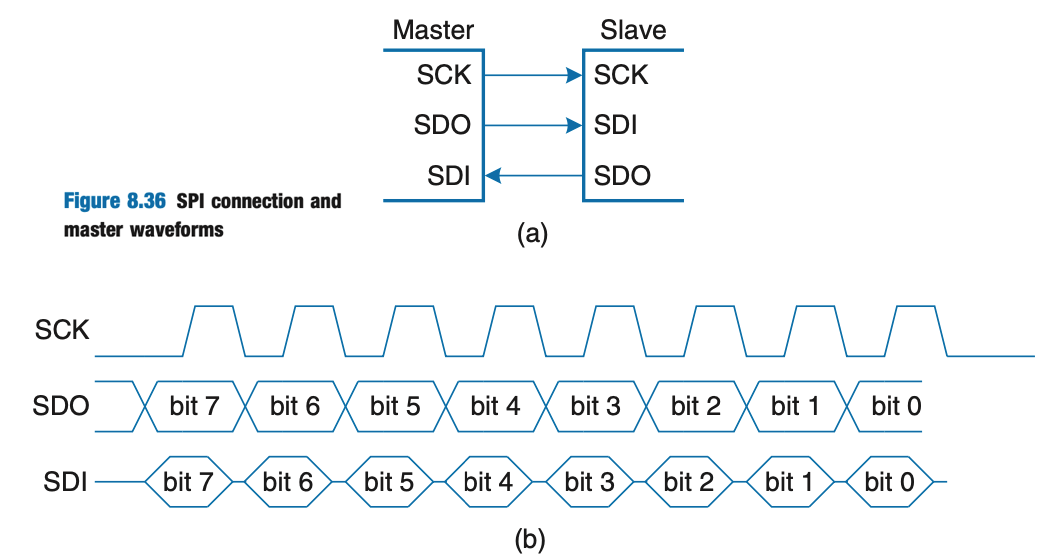 Master Slave
SCK SCK
SDO SDI
SDI SDO
Figure 8.36 SPI connection and
master waveforms
(a)
SCK
SDO bit 7 bit 6 bit 5 bit 4 bit 3 bit 2 bit 1 bit 0
SDI bit 7 bit 6 bit 5 bit 4 bit 3 bit 2 bit 1 bit 0
(b)